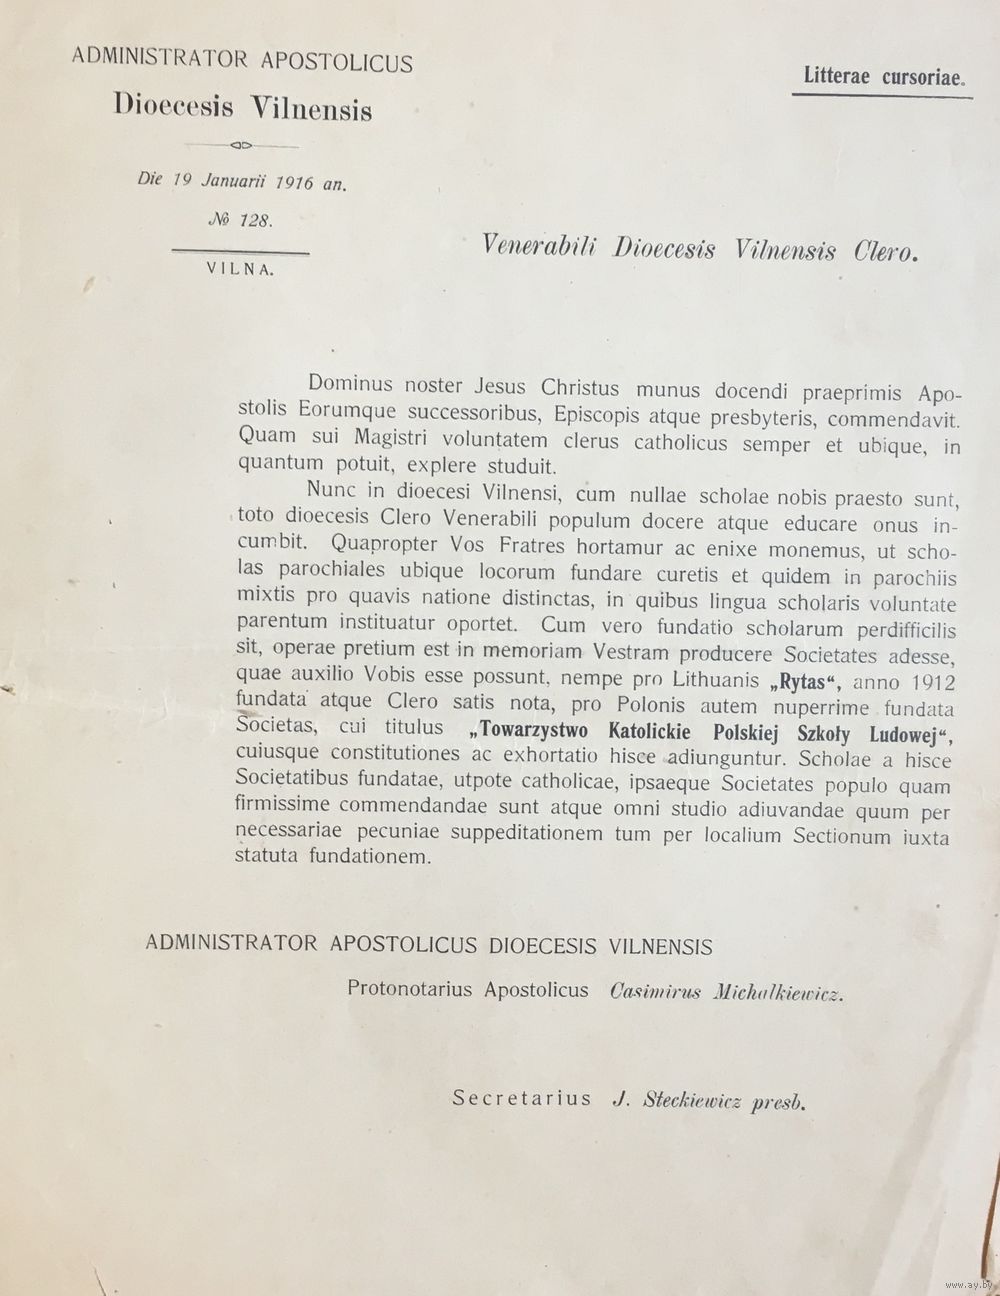 ADMINISTRATOR APOSTOLICUS
Dioecesis Vilnensis
Die 19 Januarii 1916 an.
№ 128.
VILNA.
Litterae cursoriae.
Venerabili Dioecesis Vilnensis Clero.
Dominus noster Jesus Christus munus docendi praeprimis Apo-
stolis Eorumque successoribus, Episcopis atque presbyteris, commendavit.
Quam sui Magistri voluntatem clerus catholicus semper et ubique, in
quantum potuit, explere studuit.
Nunc in dioecesi Vilnensi, cum nullae scholae nobis praesto sunt,
toto dioecesis Clero Venerabili populum docere atque educare onus in-
cumbit. Quapropter Vos Fratres hortamur ac enixe monemus, ut scho-
las parochiales ubique locorum fundare curetis et quidem in parochiis
mixtis pro quavis natione distinctas, in quibus lingua scholaris voluntate
parentum instituatur oportet. Cum vero fundatio scholarum perdifficilis
sit, operae pretium est in memoriam Vestram producere Societates adesse,
quae auxilio Vobis esse possunt, nempe pro Lithuanis „Rytas“, anno 1912
fundata atque Clero satis nota, pro Polonis autem nuperrime fundata
Societas, cui titulus „Towarzystwo Katolickie Polskiej Szkoły Ludowej“,
cuiusque constitutiones ac exhortatio hisce adiunguntur. Scholae a hisce
Societatibus fundatae, utpote catholicae, ipsaeque Societates populo quam
firmissime commendandae sunt atque omni studio adiuvandae quum per
necessariae pecuniae suppeditationem tum per localium Sectionum iuxta
statuta fundationem.
ADMINISTRATOR APOSTOLICUS DIOECESIS VILNENSIS
Protonotarius Apostolicus Casimirus Michalkiewicz.
Secretarius J. Steckiewicz presb.
www.ay.by